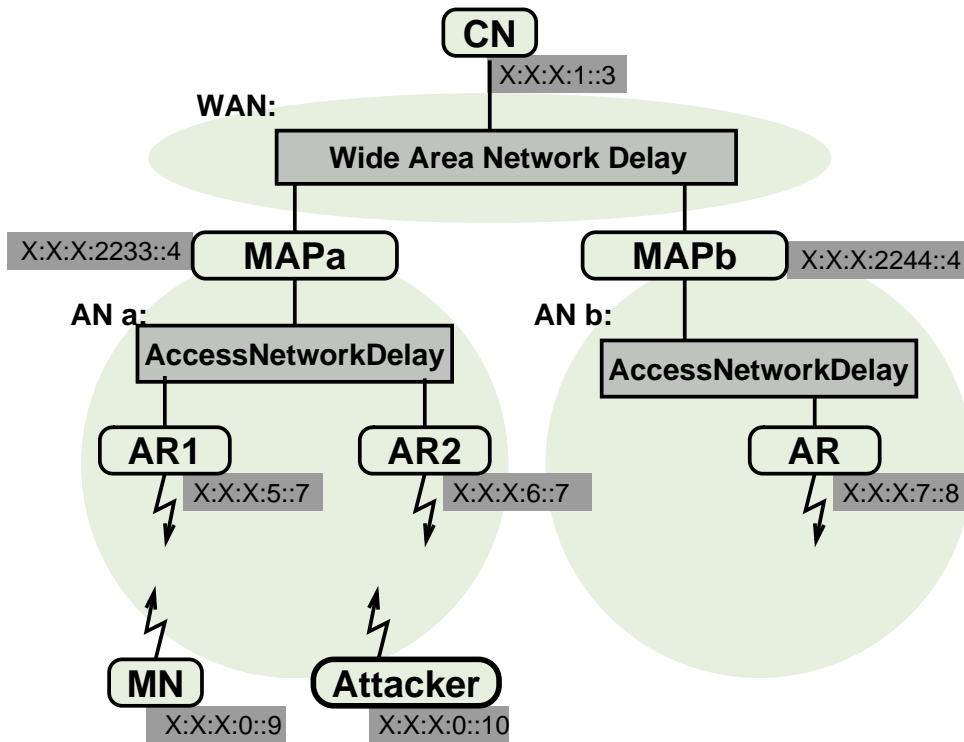 CN
X:X:X:1::3
WAN:
Wide Area Network Delay
X:X:X:2233::4
MAPa
MAPb
X:X:X:2244::4
AN a:
AN b:
AccessNetworkDelay
AccessNetworkDelay
AR1
AR2
AR
X:X:X:5::7
X:X:X:6::7
X:X:X:7::8
MN
Attacker
X:X:X:0::9
X:X:X:0::10